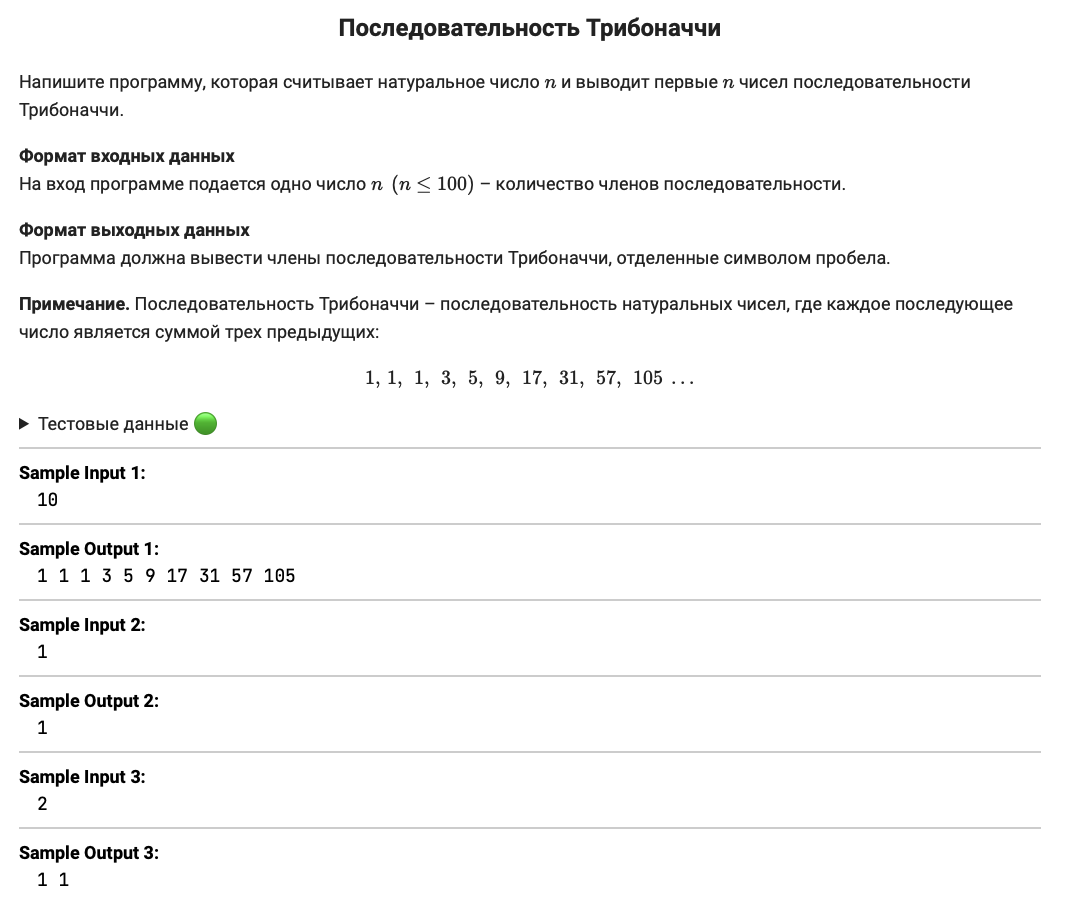 Последовательность Трибоначчи
Напишите программу, которая считывает натуральное число n и выводит первые n чисел последовательности
Трибоначчи.
Формат входных данных
На вход программе подается одно число n (n ≤ 100) – количество членов последовательности.
Формат выходных данных
Программа должна вывести члены последовательности Трибоначчи, отделенные символом пробела.
Примечание. Последовательность Трибоначчи – последовательность натуральных чисел, где каждое последующее
число является суммой трех предыдущих:
1, 1, 1, 3, 5, 9, 17, 31, 57, 105 ...
Тестовые данные
Sample Input 1:
10
Sample Output 1:
1 1 1 3 5 9 17 31 57 105
Sample Input 2:
1
Sample Output 2:
1
Sample Input 3:
2
Sample Output 3:
1 1